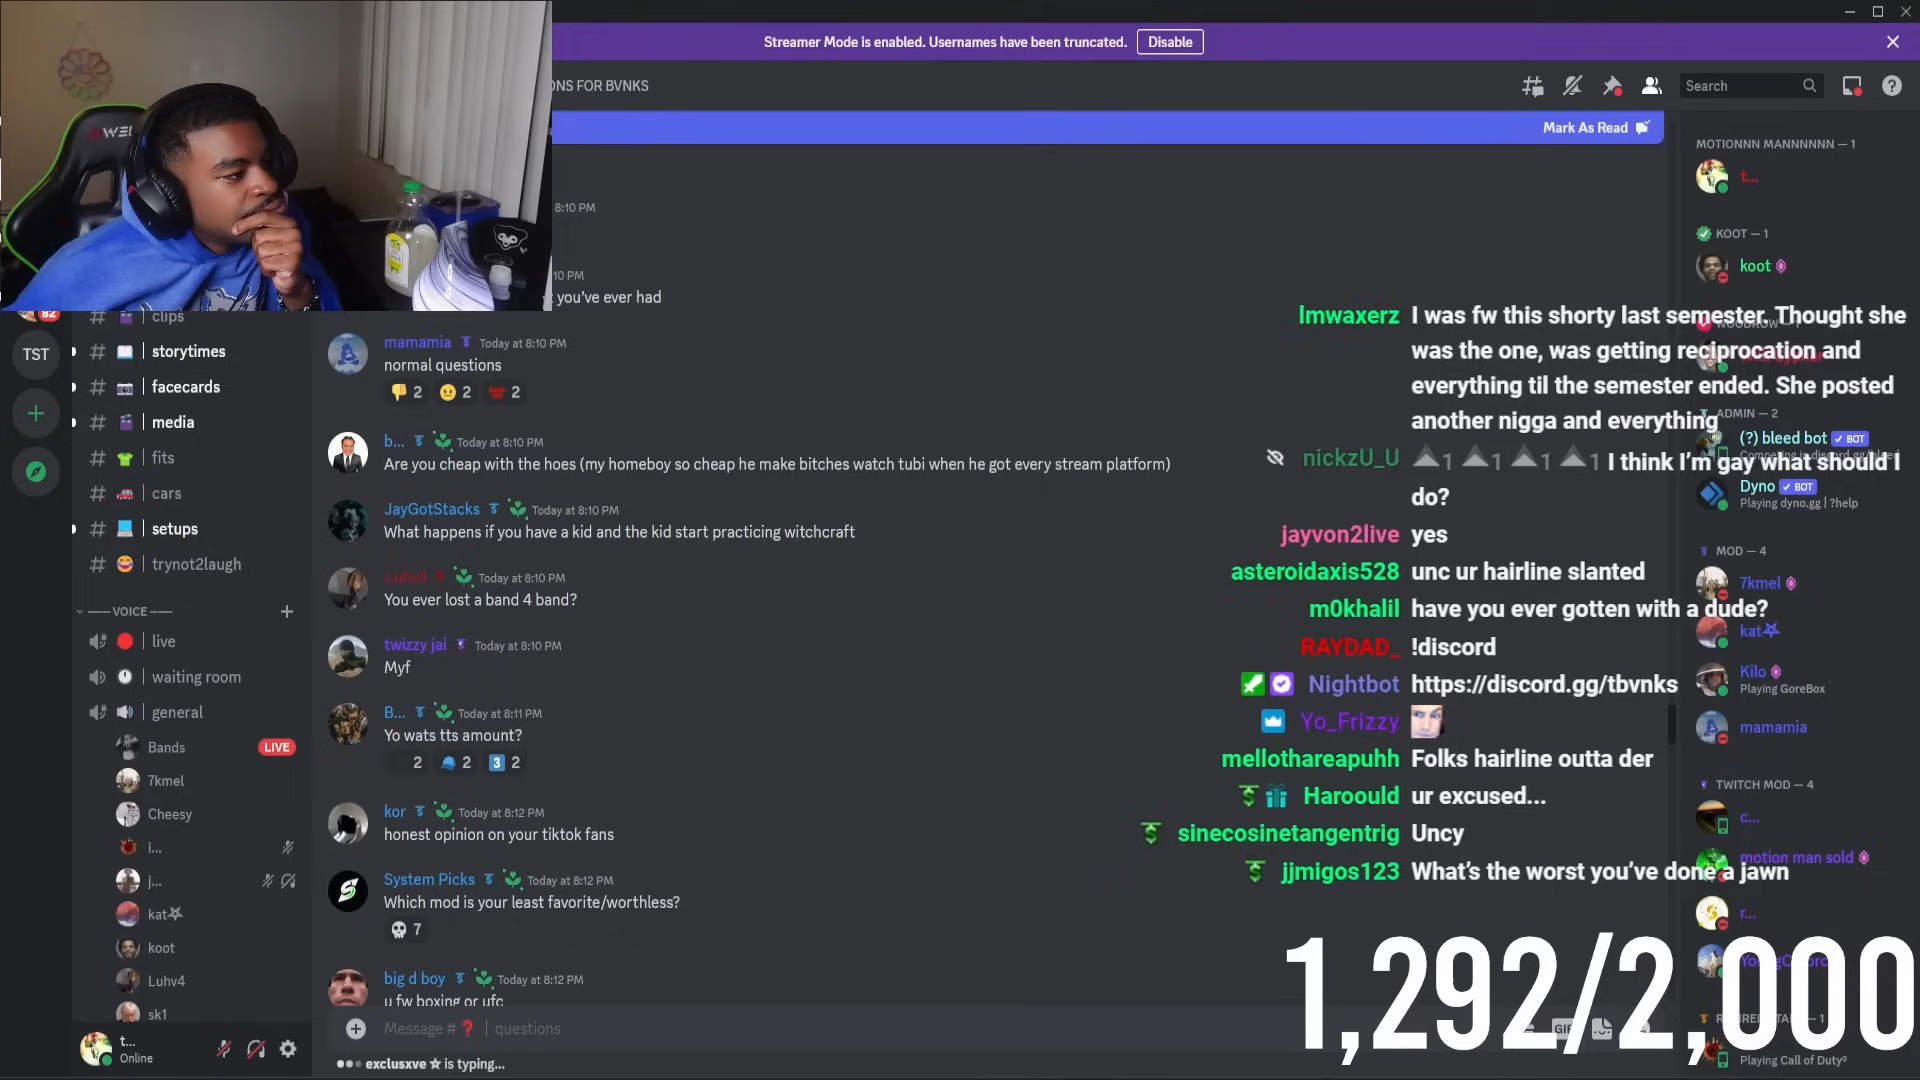 Streamer Mode is enabled. Usernames have been truncated. Disable
ONS FOR BVNKS
Search
Mark As Read
8:10 PM
10 PM
you've ever had
82
TST
clips
storytimes
facecards
media
fits
cars
setups
trynot2laugh
VOICE
live
waiting room
general
Bands LIVE
7kmel
Cheesy
i...
j...
kat
koot
Luhv4
sk1
t...
Online
mamamia Today at 8:10 PM
normal questions
2 2 2
b... Today at 8:10 PM
Are you cheap with the hoes (my homeboy so cheap he make bitches watch tubi when he got every stream platform)
JayGotStacks Today at 8:10 PM
What happens if you have a kid and the kid start practicing witchcraft
Today at 8:10 PM
You ever lost a band 4 band?
twizzy jai Today at 8:10 PM
Myf
B... Today at 8:11 PM
Yo wats tts amount?
2 2 3 2
kor Today at 8:12 PM
honest opinion on your tiktok fans
System Picks Today at 8:12 PM
Which mod is your least favorite/worthless?
7
big d boy Today at 8:12 PM
u fw boxing or ufc
Message # ❓ | questions
exclusxve ☆ is typing...
lmwaxerz I was fw this shorty last semester. Thought she
was the one, was getting reciprocation and
everything til the semester ended. She posted
another nigga and everything
nickzU_U 1 1 1 1 I think I'm gay what should I
do?
jayvon2live yes
asteroidaxis528 unc ur hairline slanted
m0khalil have you ever gotten with a dude?
RAYDAD_ !discord
Nightbot https://discord.gg/tbvnks
Yo_Frizzy
mellothareapuhh Folks hairline outta der
Haroould ur excused...
sinecosinetangentrig Uncy
jjmigos123 What's the worst you've done a jawn
MOTIONNN MANNNNNN — 1
t...
KOOT — 1
koot
ADMIN — 2
(?) bleed bot BOT
Dyno BOT
Playing dyno.gg | ?help
MOD — 4
7kmel
kat
Kilo
Playing GoreBox
mamamia
TWITCH MOD — 4
c...
motion man sold
r...
Playing Call of Duty®
1,292/2,000